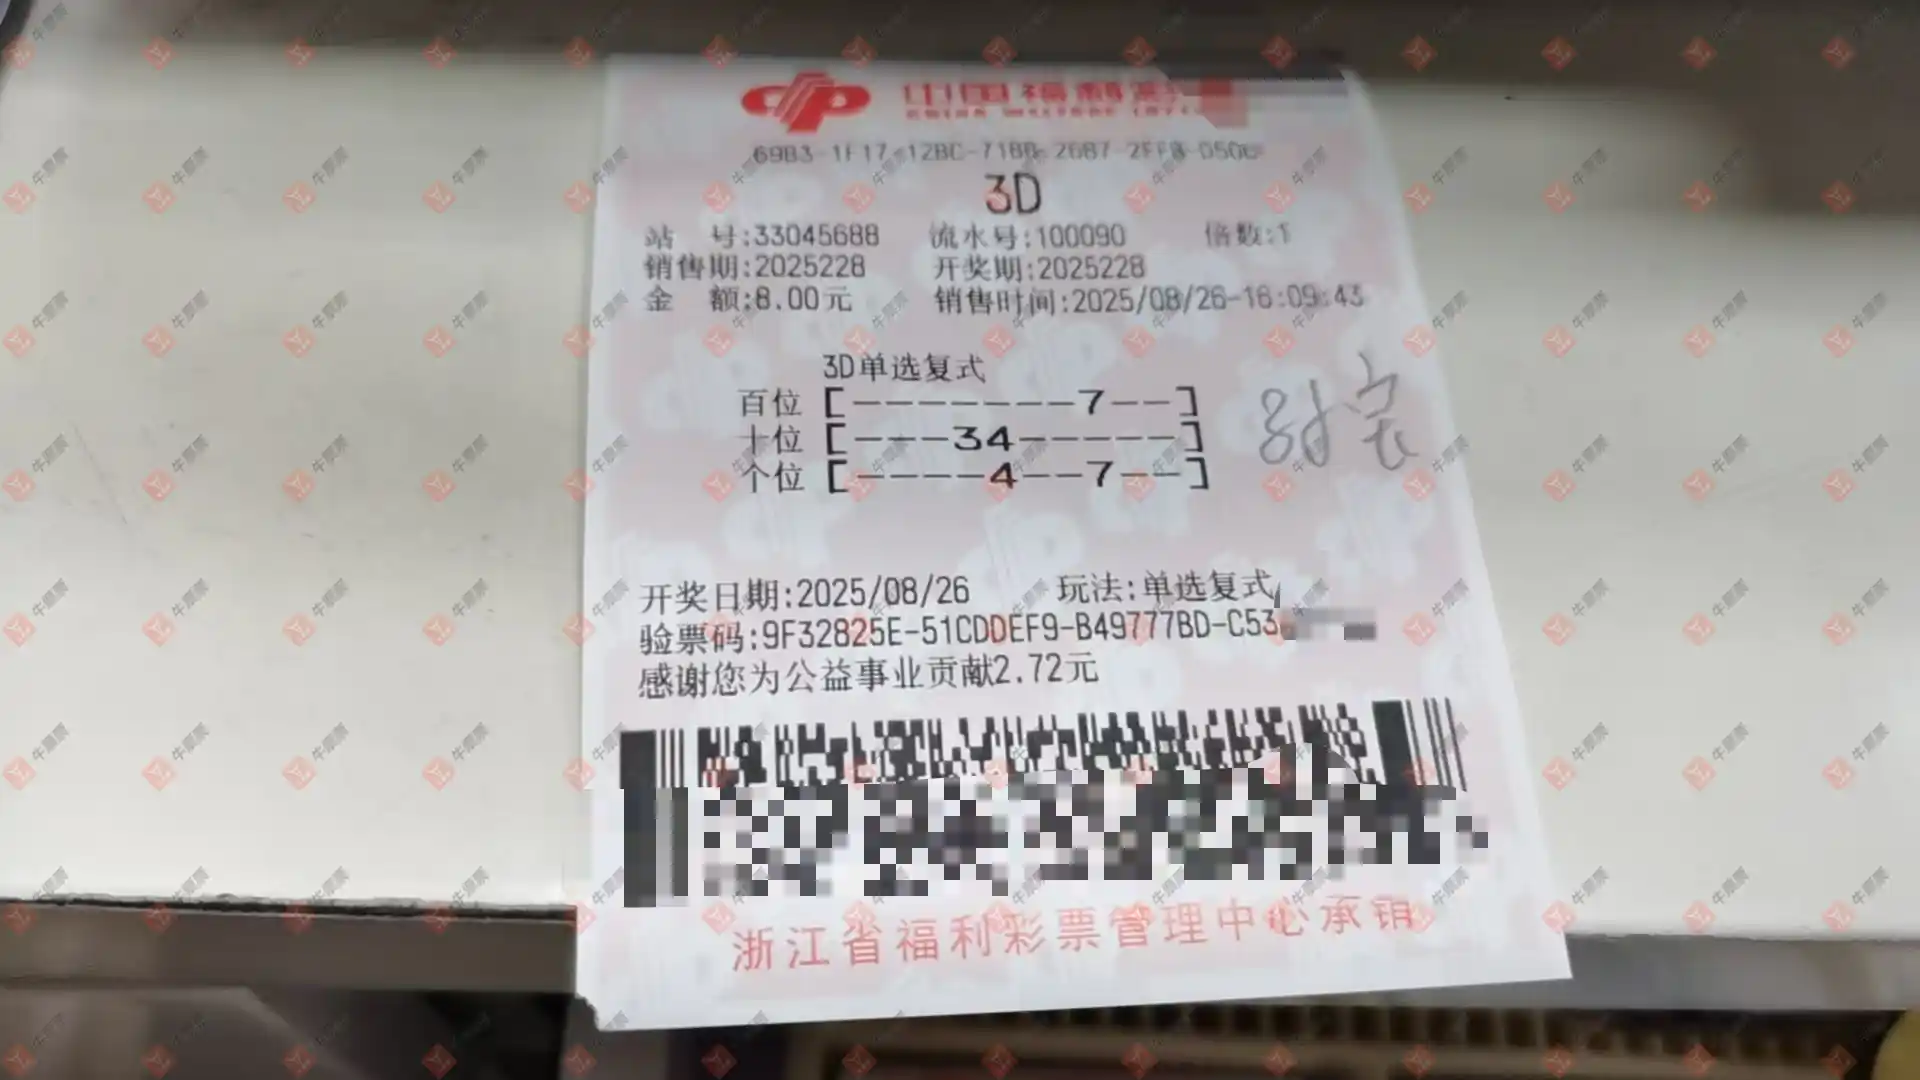 中国福利彩
CHINA WELFARE LOTT
3D
站 号:33045688 流水号:100090 倍数:1
销售期:2025228 开奖期:2025228
金 额:8.00元 销售时间:2025/08/26-16:09:43
3D单选复式
百位 [-------7--]
十位 [---34-----]
个位 [----4--7--]
开奖日期:2025/08/26 玩法:单选复式
验票码:9F32825E-51CDDEF9-B49777BD-C53
感谢您为公益事业贡献2.72元
浙江省福利彩票管理中心承销
牛票票